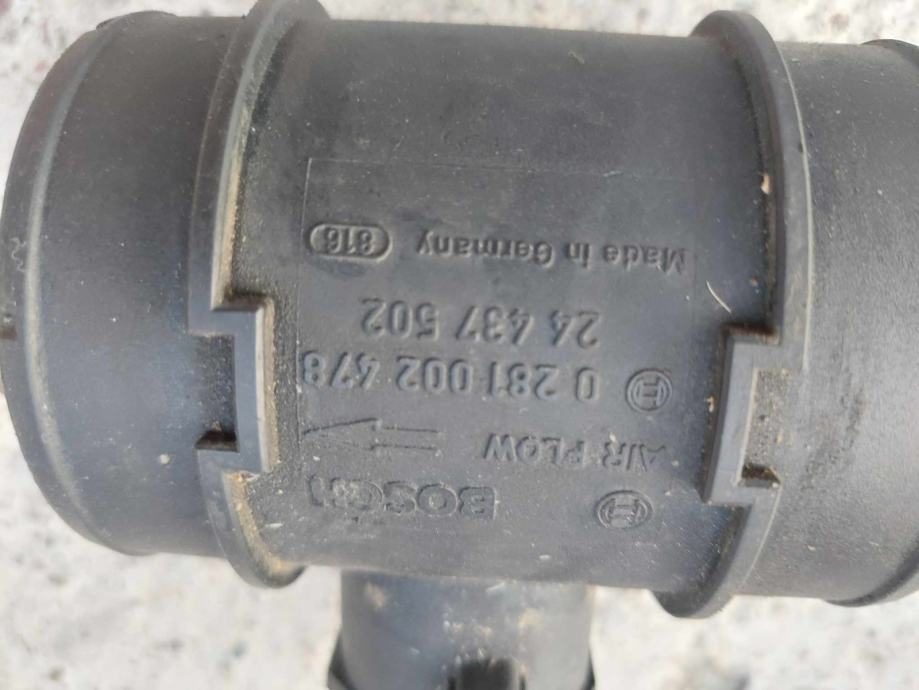 BOSCH
AIR FLOW
0 281 002 478
24 437 502
Made in Germany 816